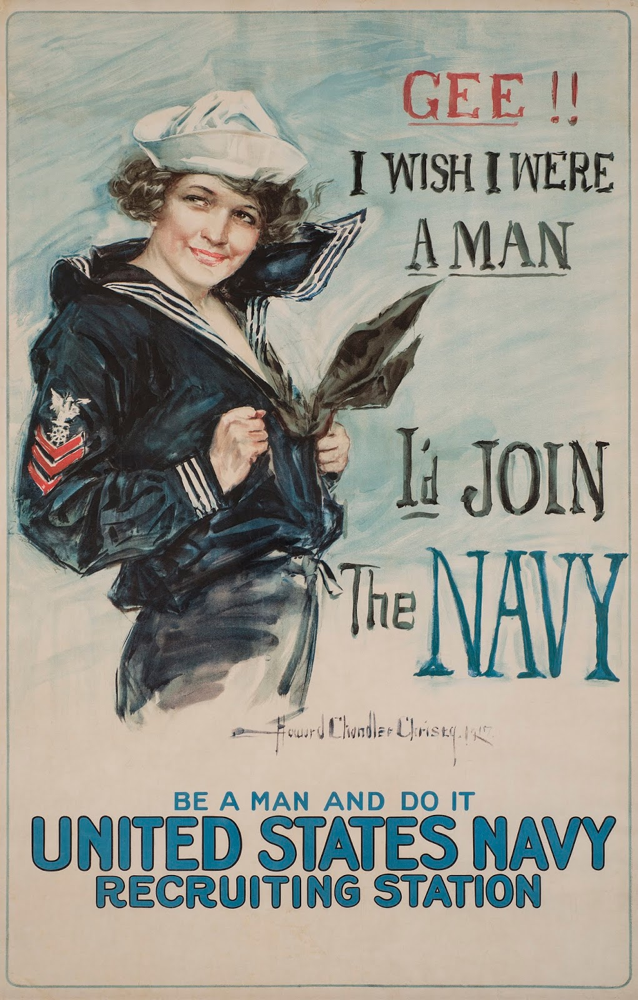 GEE !!
I WISH I WERE
A MAN
I'd JOIN
The NAVY
Howard Chandler Christy. 1917.
BE A MAN AND DO IT
UNITED STATES NAVY
RECRUITING STATION